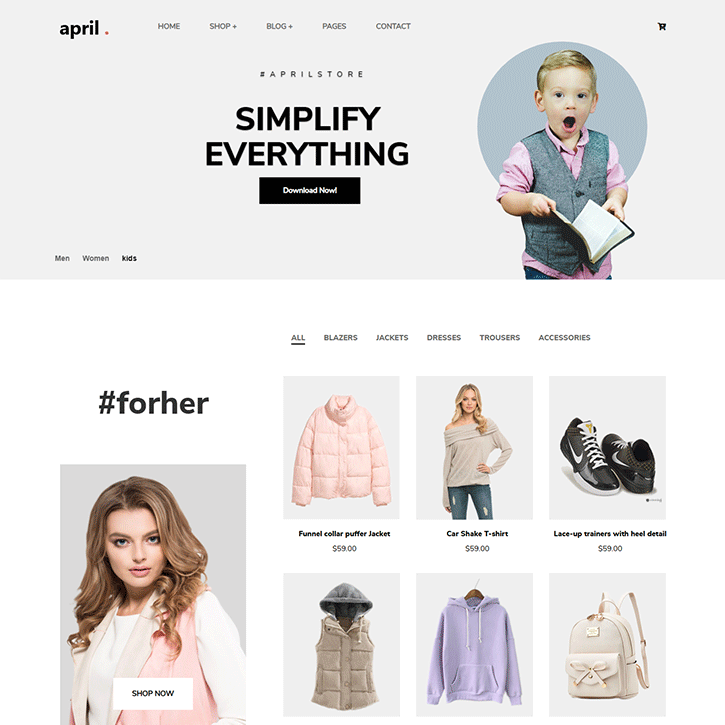 april .
HOME
SHOP +
BLOG +
PAGES
CONTACT
#APRILSTORE
SIMPLIFY
EVERYTHING
Download Now!
Men
Women
kids
ALL
BLAZERS
JACKETS
DRESSES
TROUSERS
ACCESSORIES
#forher
Funnel collar puffer Jacket
$59.00
Car Shake T-shirt
$59.00
Lace-up trainers with heel detail
$59.00
SHOP NOW